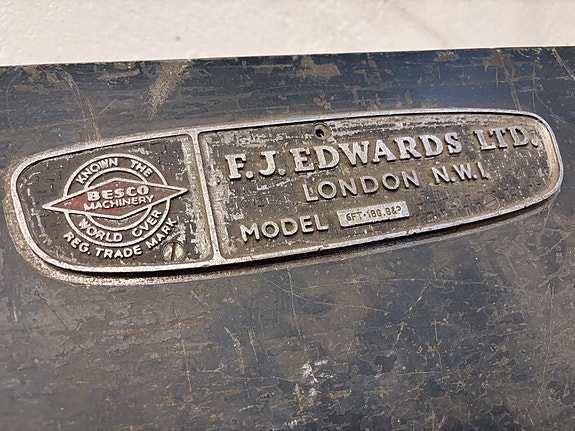 KNOWN THE
BESCO
MACHINERY
WORLD OVER
REG. TRADE MARK
F. J. EDWARDS LTD.
LONDON N.W.1.
MODEL